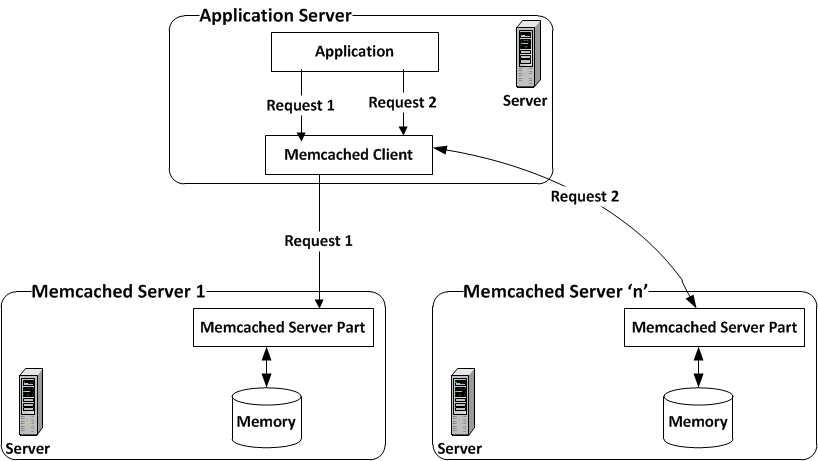 Application Server
Application
Server
Request 1
Request 2
Memcached Client
Request 2
Request 1
Memcached Server 1
Memcached Server Part
Memory
Server
Memcached Server ‘n’
Memcached Server Part
Memory
Server